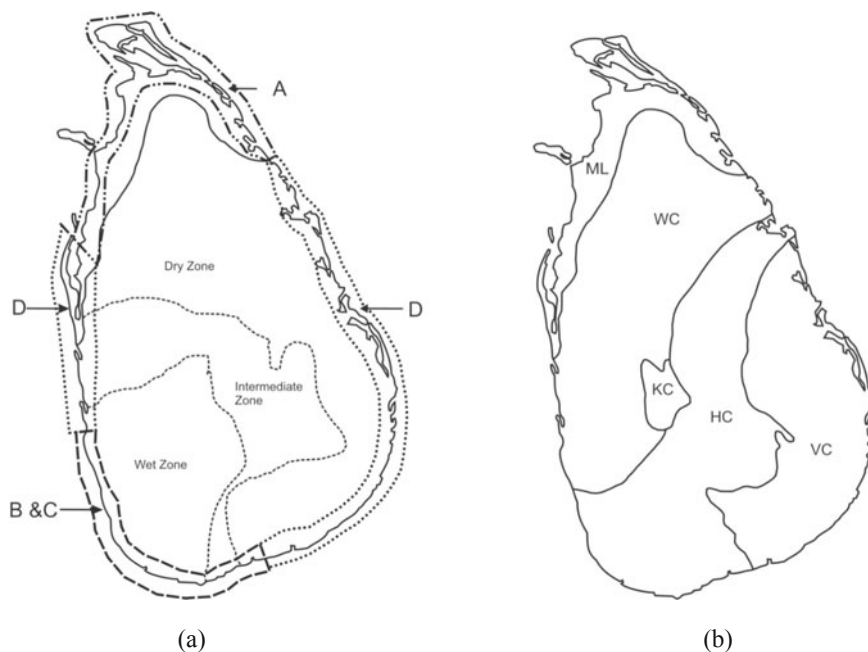 A
D
Dry Zone
D
Intermediate
Zone
Wet Zone
B &C
(a)
ML
WC
KC
HC
VC
(b)